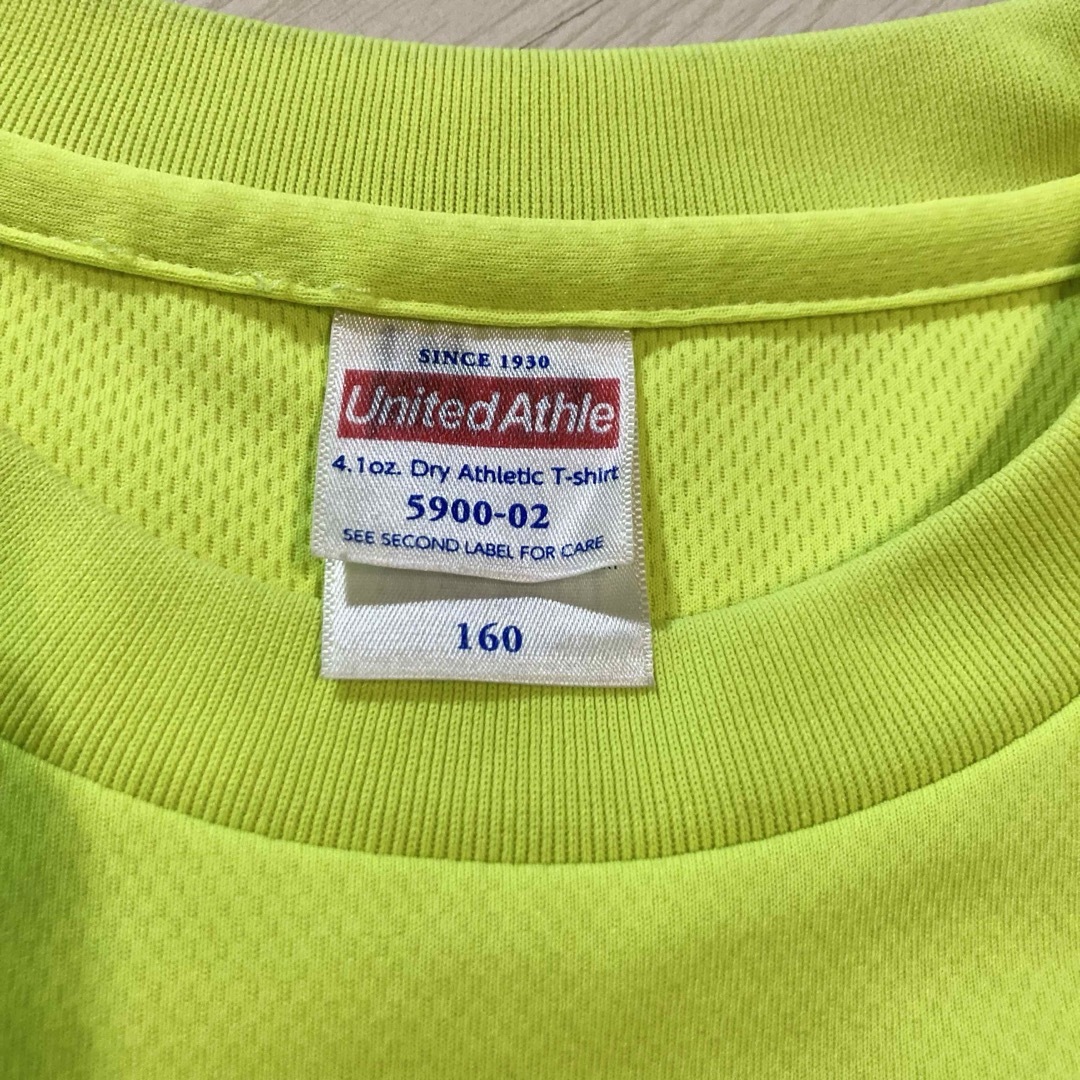 SINCE 1930
UnitedAthle
4.1oz. Dry Athletic T-shirt
5900-02
SEE SECOND LABEL FOR CARE
160